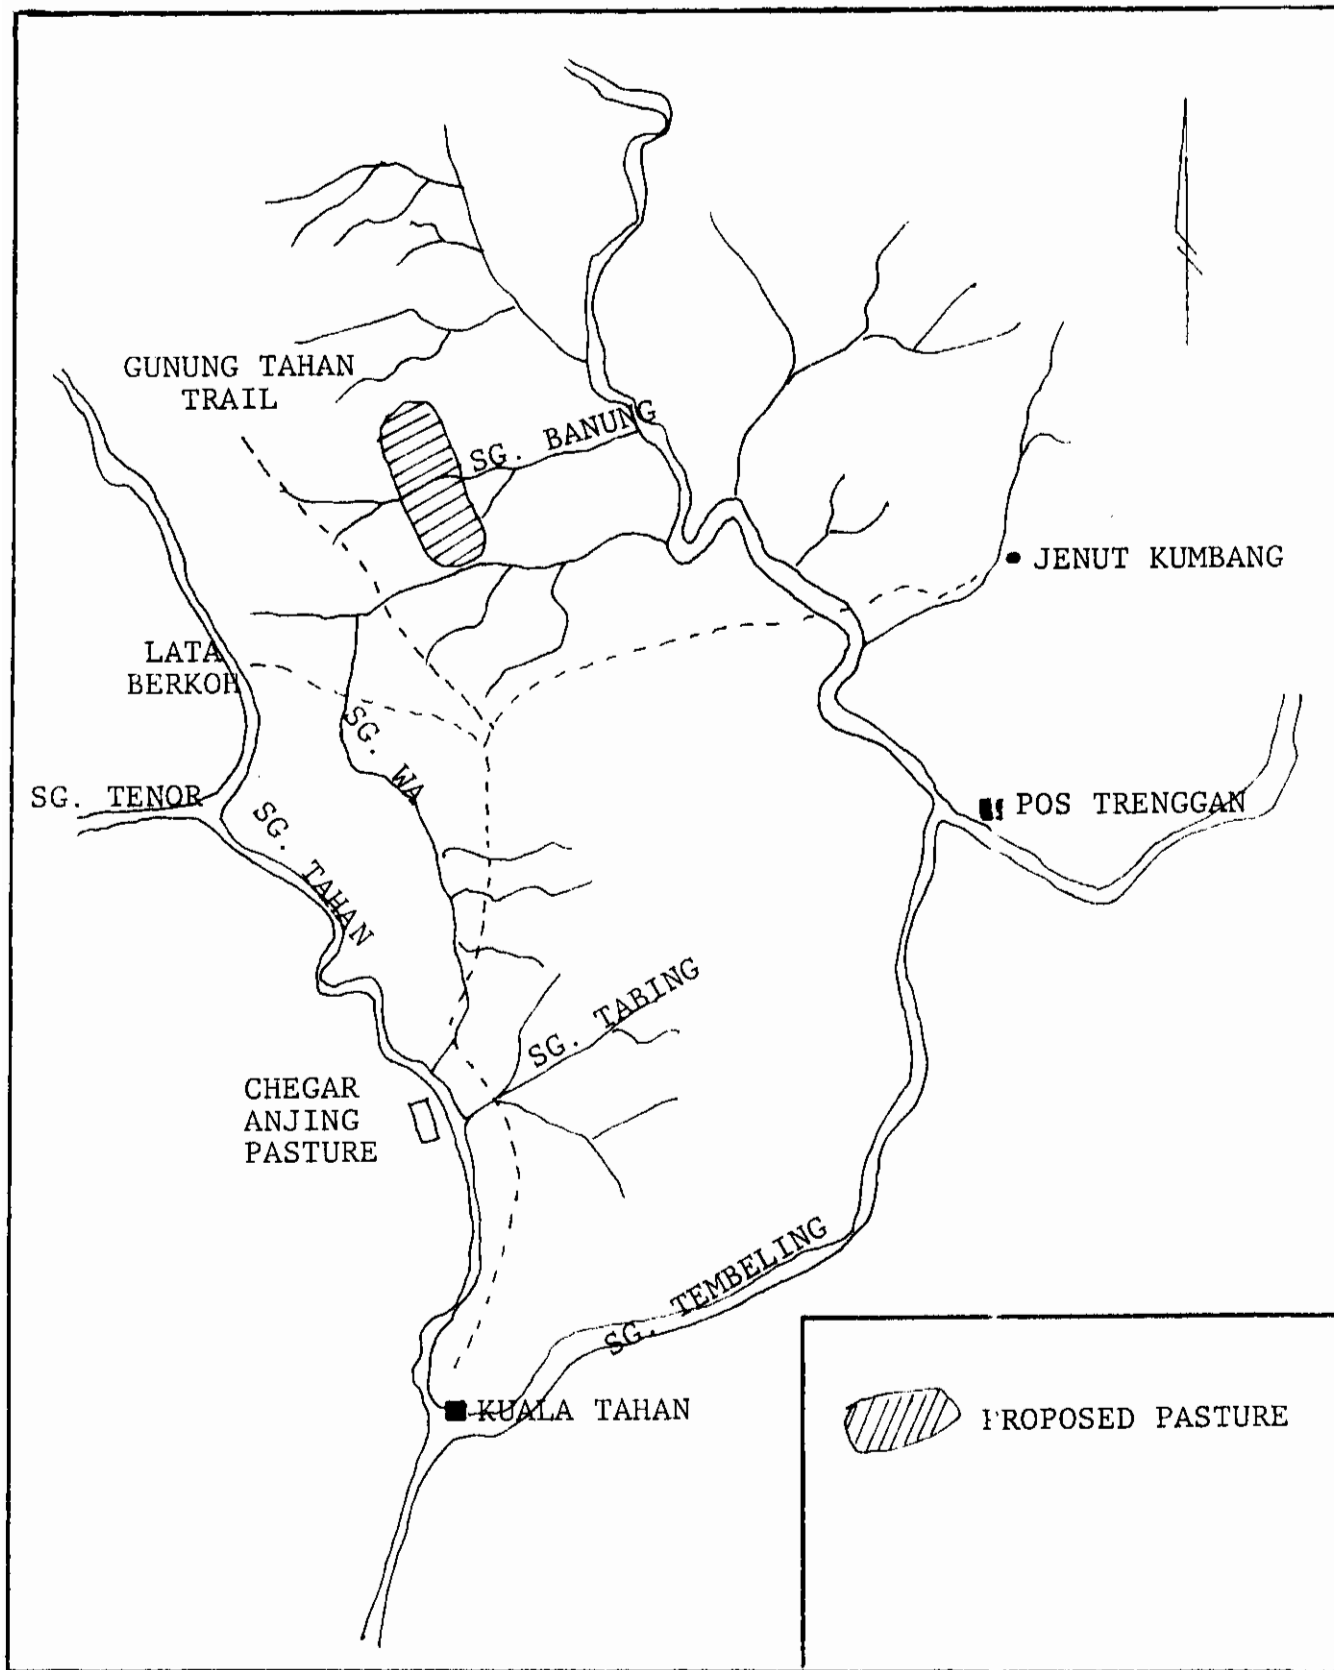 GUNUNG TAHAN
TRAIL
SG. BANUNG
JENUT KUMBANG
LATA
BERKOH
SG. WA
SG. TENOR
SG. TAHAN
POS TRENGGAN
SG. TABING
CHEGAR
ANJING
PASTURE
SG. TEMBELING
KUALA TAHAN
PROPOSED PASTURE